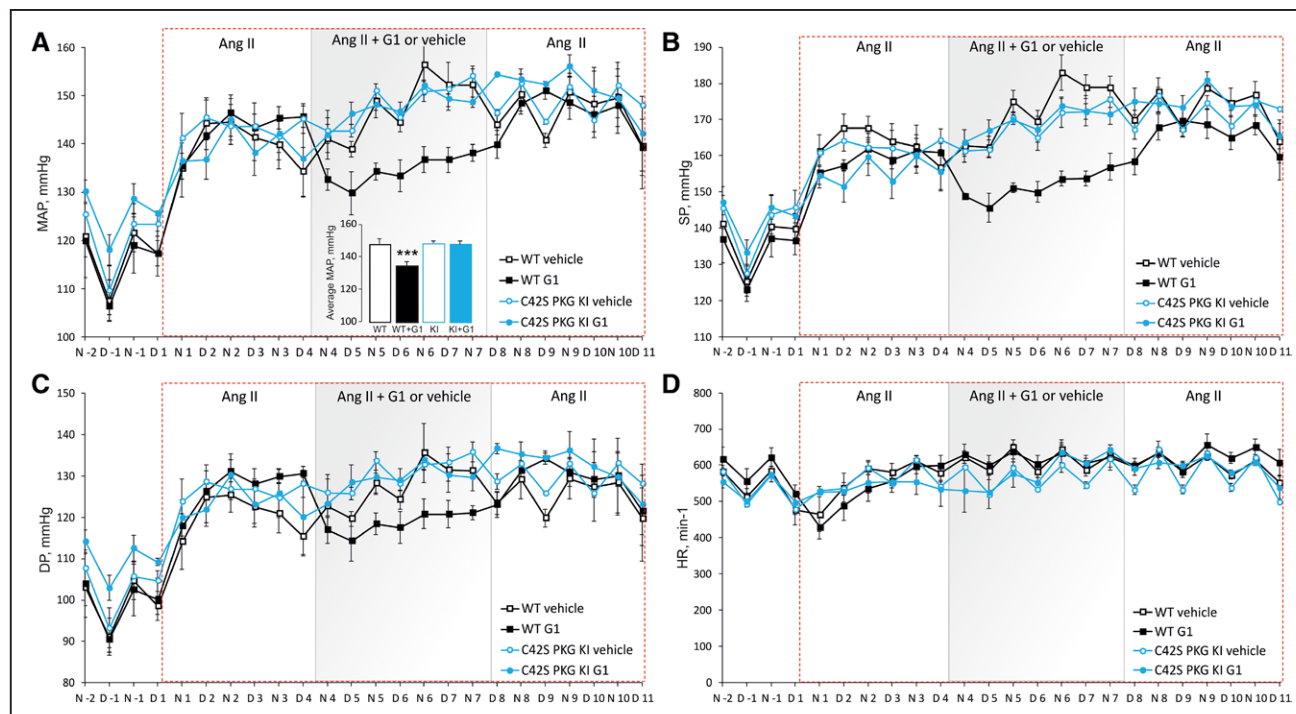 A
Ang II
Ang II + G1 or vehicle
Ang II
160
150
140
130
120
110
100
MAP, mmHg
Average MAP, mmHg
160
140
120
100
***
WT WT+G1 KI KI+G1
WT vehicle
WT G1
C42S PKG KI vehicle
C42S PKG KI G1
N -2 D -1 N -1 D 1 N 1 D 2 N 2 D 3 N 3 D 4 N 4 D 5 N 5 D 6 N 6 D 7 N 7 D 8 N 8 D 9 N 9 D 10 N 10 D 11
B
Ang II
Ang II + G1 or vehicle
Ang II
190
180
170
160
150
140
130
120
110
SP, mmHg
WT vehicle
WT G1
C42S PKG KI vehicle
C42S PKG KI G1
N -2 D -1 N -1 D 1 N 1 D 2 N 2 D 3 N 3 D 4 N 4 D 5 N 5 D 6 N 6 D 7 N 7 D 8 N 8 D 9 N 9 D 10 N 10 D 11
C
Ang II
Ang II + G1 or vehicle
Ang II
150
140
130
120
110
100
90
80
DP, mmHg
WT vehicle
WT G1
C42S PKG KI vehicle
C42S PKG KI G1
N -2 D -1 N -1 D 1 N 1 D 2 N 2 D 3 N 3 D 4 N 4 D 5 N 5 D 6 N 6 D 7 N 7 D 8 N 8 D 9 N 9 D 10 N 10 D 11
D
Ang II
Ang II + G1 or vehicle
Ang II
800
700
600
500
400
300
200
100
0
HR, min-1
WT vehicle
WT G1
C42S PKG KI vehicle
C42S PKG KI G1
N -2 D -1 N -1 D 1 N 1 D 2 N 2 D 3 N 3 D 4 N 4 D 5 N 5 D 6 N 6 D 7 N 7 D 8 N 8 D 9 N 9 D 10 N 10 D 11